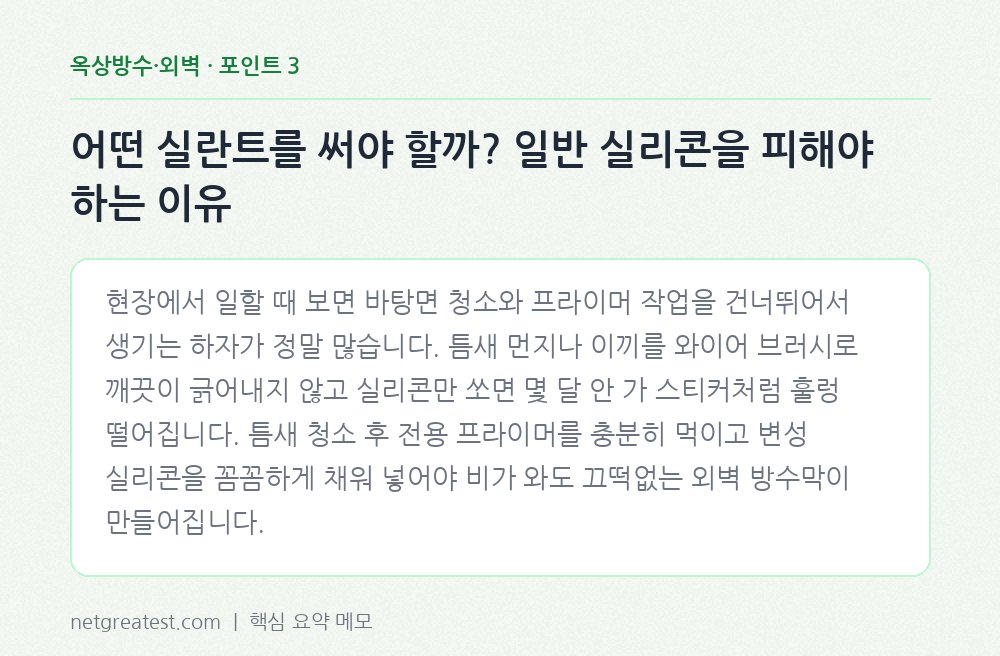 옥상방수·외벽 · 포인트 3
어떤 실란트를 써야 할까? 일반 실리콘을 피해야
하는 이유
현장에서 일할 때 보면 바탕면 청소와 프라이머 작업을 건너뛰어서
생기는 하자가 정말 많습니다. 틈새 먼지나 이끼를 와이어 브러시로
깨끗이 긁어내지 않고 실리콘만 쏘면 몇 달 안 가 스티커처럼 훌렁
떨어집니다. 틈새 청소 후 전용 프라이머를 충분히 먹이고 변성
실리콘을 꼼꼼하게 채워 넣어야 비가 와도 끄떡없는 외벽 방수막이
만들어집니다.
netgreatest.com | 핵심 요약 메모